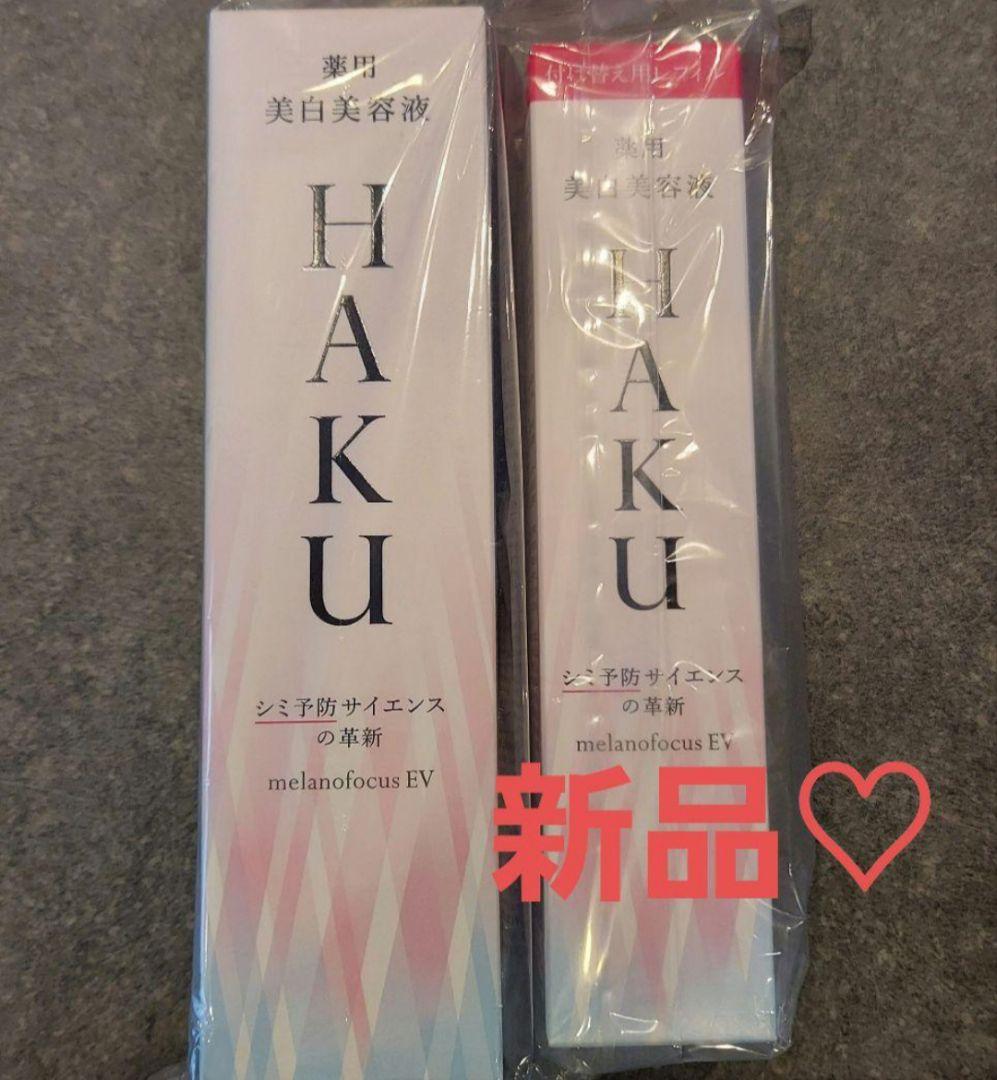 薬用
美白美容液
HAKU
シミ予防サイエンス
の革新
melanofocus EV
付け替え用レフィル
薬用
美白美容液
HAKU
シミ予防サイエンス
の革新
melanofocus EV
新品♡